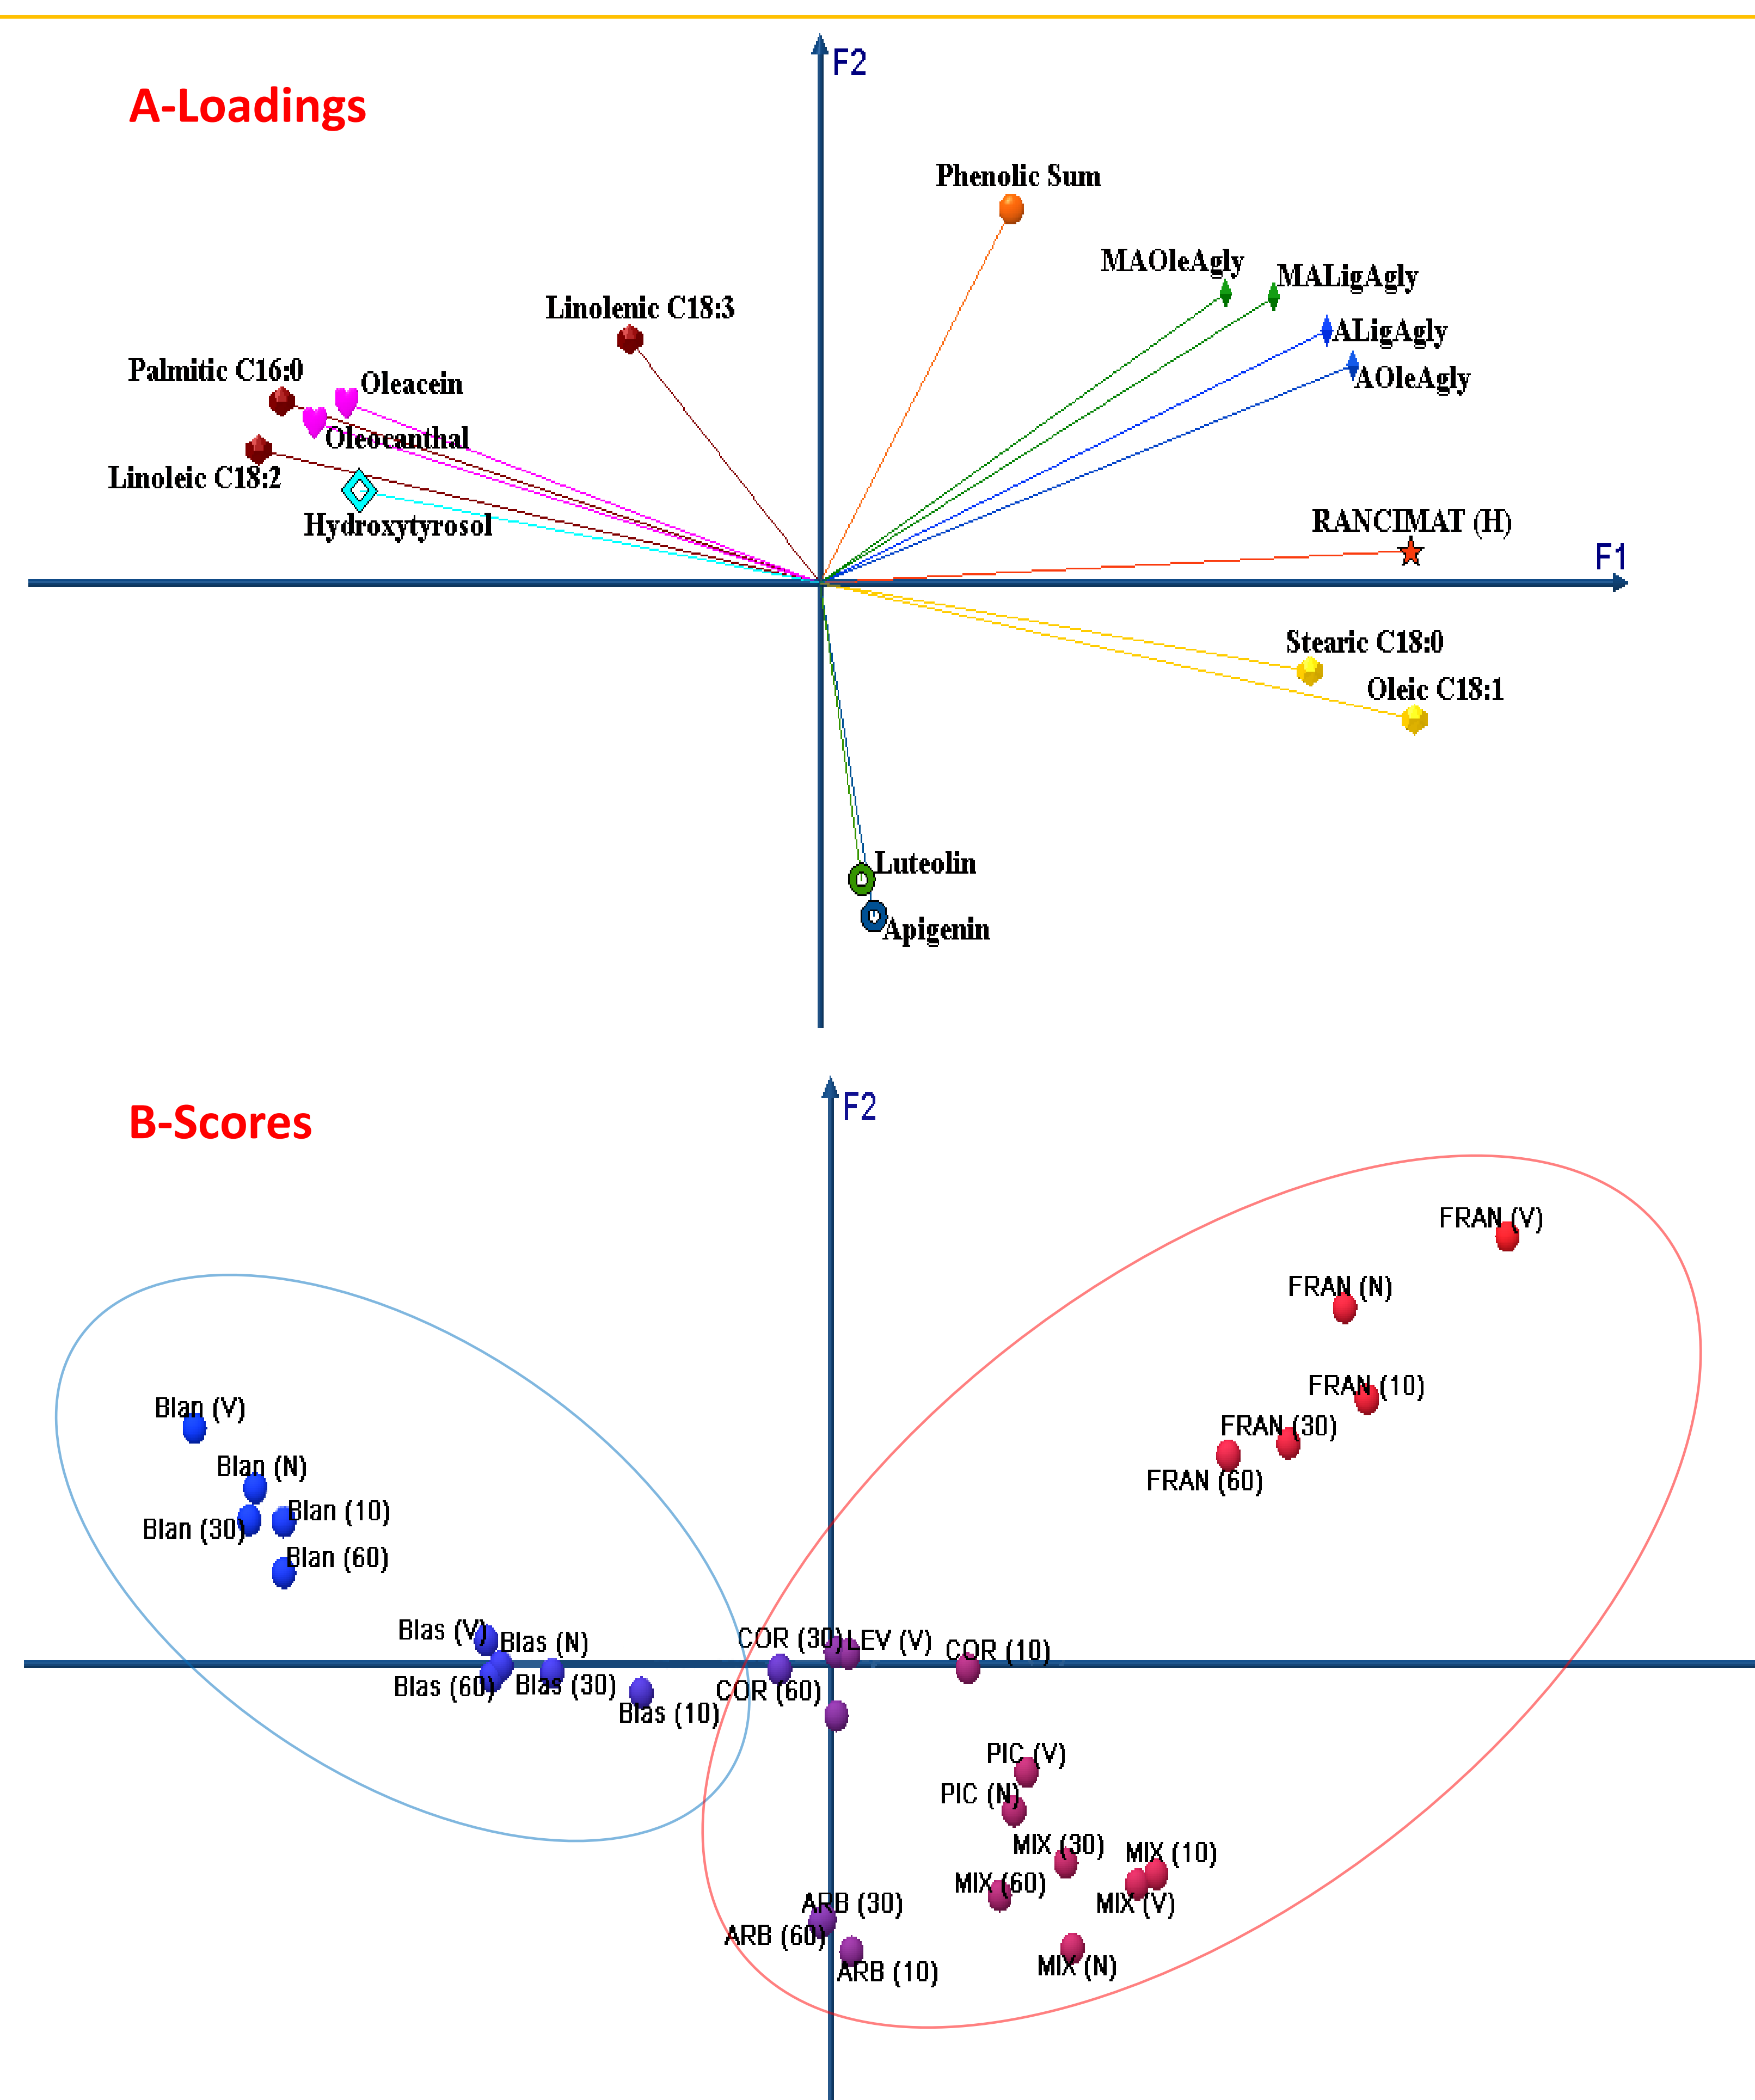 F2
A-Loadings
Phenolic Sum
MAOleAgly
MALigAgly
Linolenic C18:3
ALigAgly
Palmitic C16:0
Oleacein
AOleAgly
Oleocanthal
Linoleic C18:2
Hydroxytyrosol
RANCIMAT (H)
F1
Stearic C18:0
Oleic C18:1
Luteolin
Apigenin
F2
B-Scores
FRAN (V)
FRAN (N)
FRAN (10)
Blan (V)
FRAN (30)
Blan (N)
FRAN (60)
Blan (10)
Blan (30)
Blan (60)
Blas (V)
Blas (N)
COR (30)
LEV (V)
COR (10)
Blas (60)
Blas (30)
COR (60)
Blas (10)
PIC (V)
PIC (N)
MIX (30)
MIX (10)
MIX (60)
ARB (30)
MIX (V)
ARB (60)
MIX (N)
ARB (10)